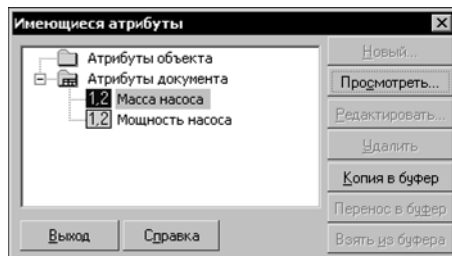 Имеющиеся атрибуты
Атрибуты объекта
Атрибуты документа
1,2 Масса насоса
1,2 Мощность насоса
Новый...
Просмотреть...
Редактировать...
Удалить
Копия в буфер
Перенос в буфер
Взять из буфера
Выход
Справка